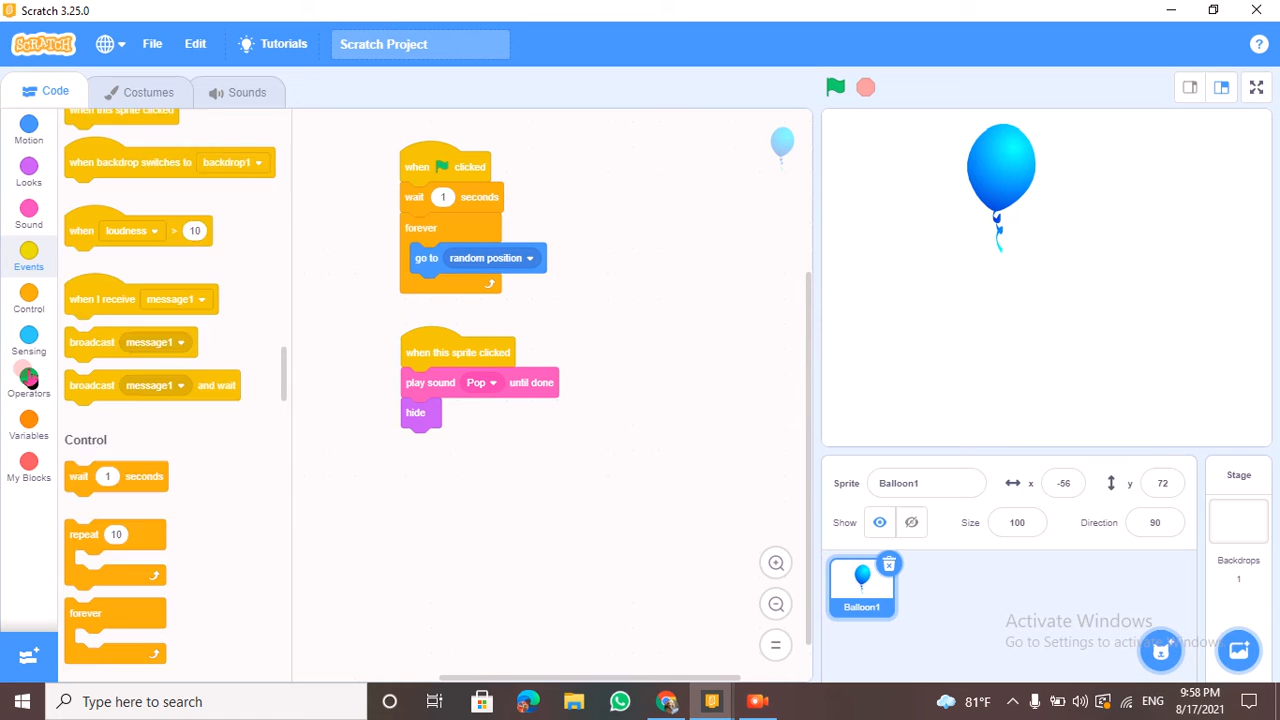 Scratch 3.25.0
SCRATCH File Edit Tutorials Scratch Project ?
Code Costumes Sounds
Motion
Looks
Sound
Events
Control
Sensing
Operators
Variables
My Blocks
when this sprite clicked
when backdrop switches to backdrop1
when loudness > 10
when I receive message1
broadcast message1
broadcast message1 and wait
Control
wait 1 seconds
repeat 10
forever
when clicked
wait 1 seconds
forever
go to random position
when this sprite clicked
play sound Pop until done
hide
Sprite Balloon1 x -56 y 72
Show Size 100 Direction 90
Balloon1
Stage
Backdrops
1
Activate Windows
Go to Settings to activate Windows.
Type here to search
81°F ENG 9:58 PM
8/17/2021